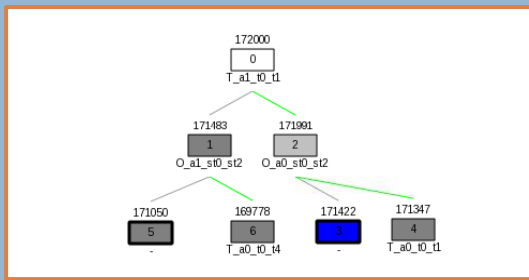 172000
0
T_a1_t0_t1
171483 171991
1 2
O_a1_st0_st2 O_a0_st0_st2
171050 169778 171422 171347
5 6 3 4
- T_a0_t0_t4 - T_a0_t0_t1